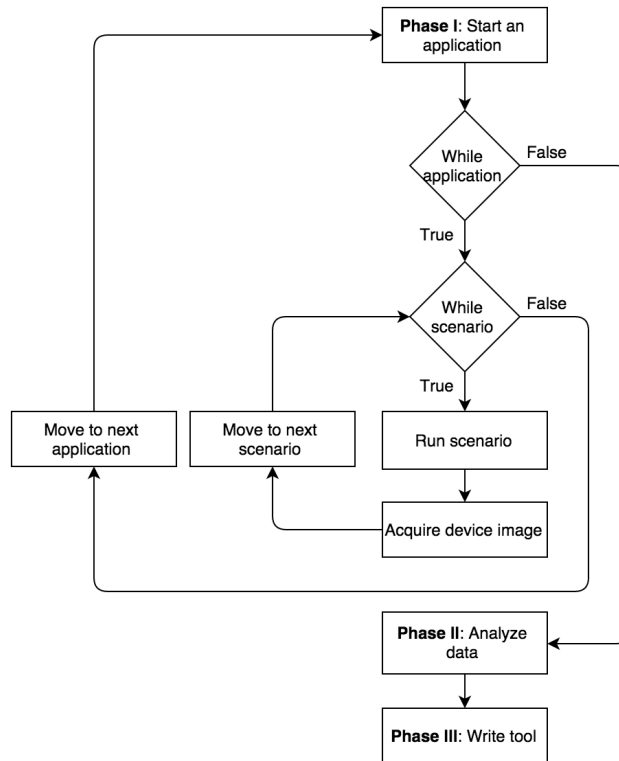 Phase I: Start an
application
While
application
False
True
While
scenario
False
True
Move to next
application
Move to next
scenario
Run scenario
Acquire device image
Phase II: Analyze
data
Phase III: Write tool